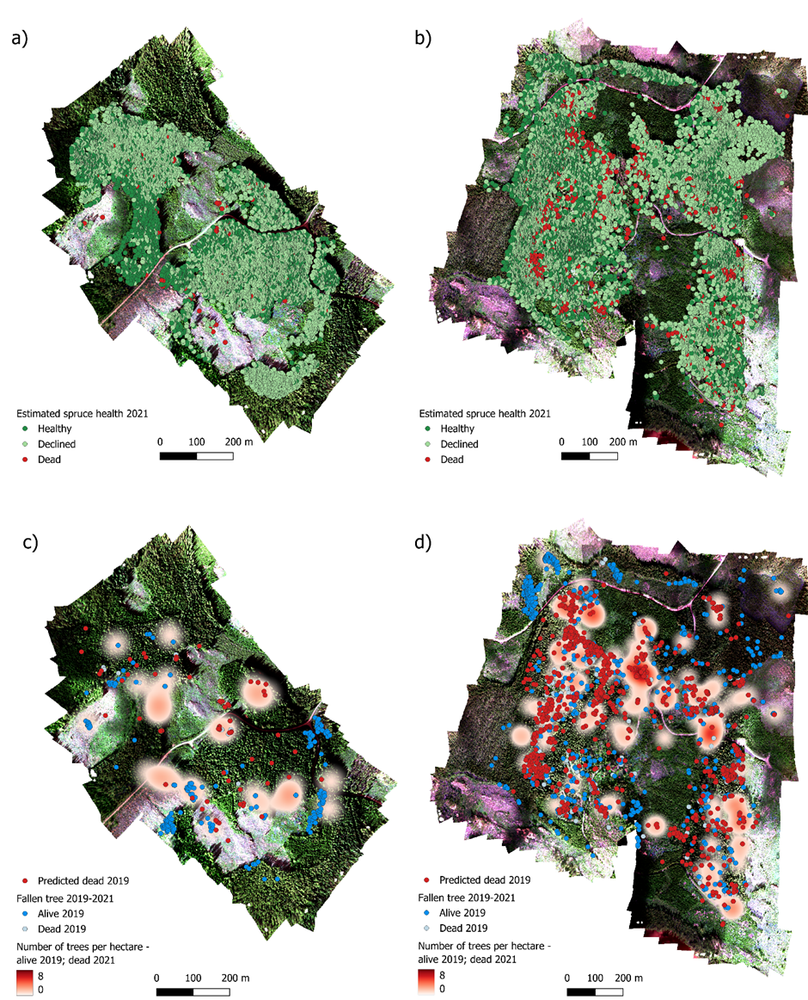 a)
b)
Estimated spruce health 2021
Healthy
Declined
Dead
0 100 200 m
Estimated spruce health 2021
Healthy
Declined
Dead
0 100 200 m
c)
d)
Predicted dead 2019
Fallen tree 2019-2021
Alive 2019
Dead 2019
Number of trees per hectare -
alive 2019; dead 2021
8
0
0 100 200 m
Predicted dead 2019
Fallen tree 2019-2021
Alive 2019
Dead 2019
Number of trees per hectare -
alive 2019; dead 2021
8
0
0 100 200 m